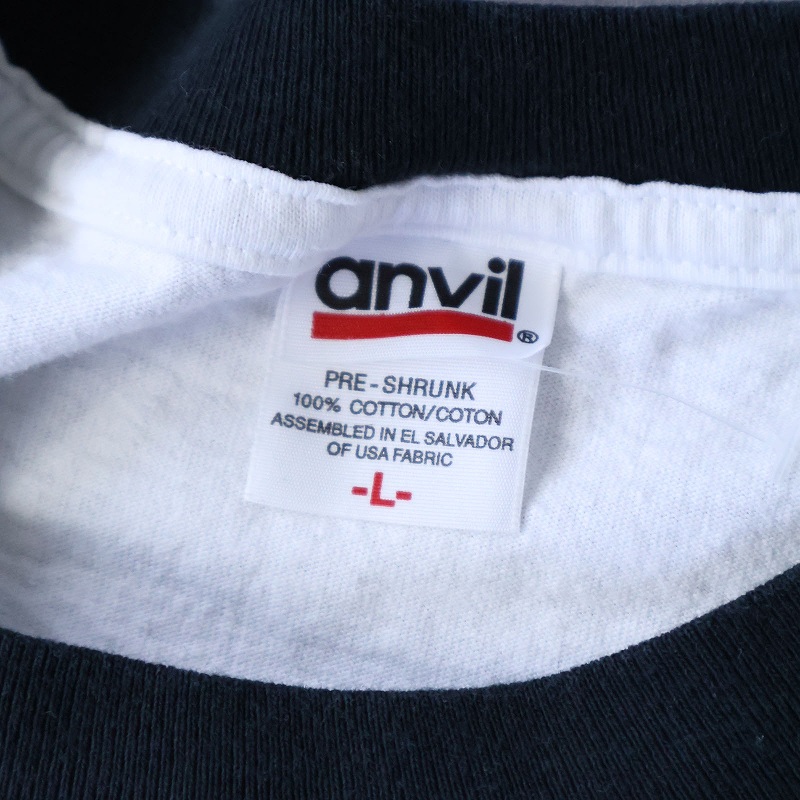 anvil
®
PRE-SHRUNK
100% COTTON/COTON
ASSEMBLED IN EL SALVADOR
OF USA FABRIC
-L-